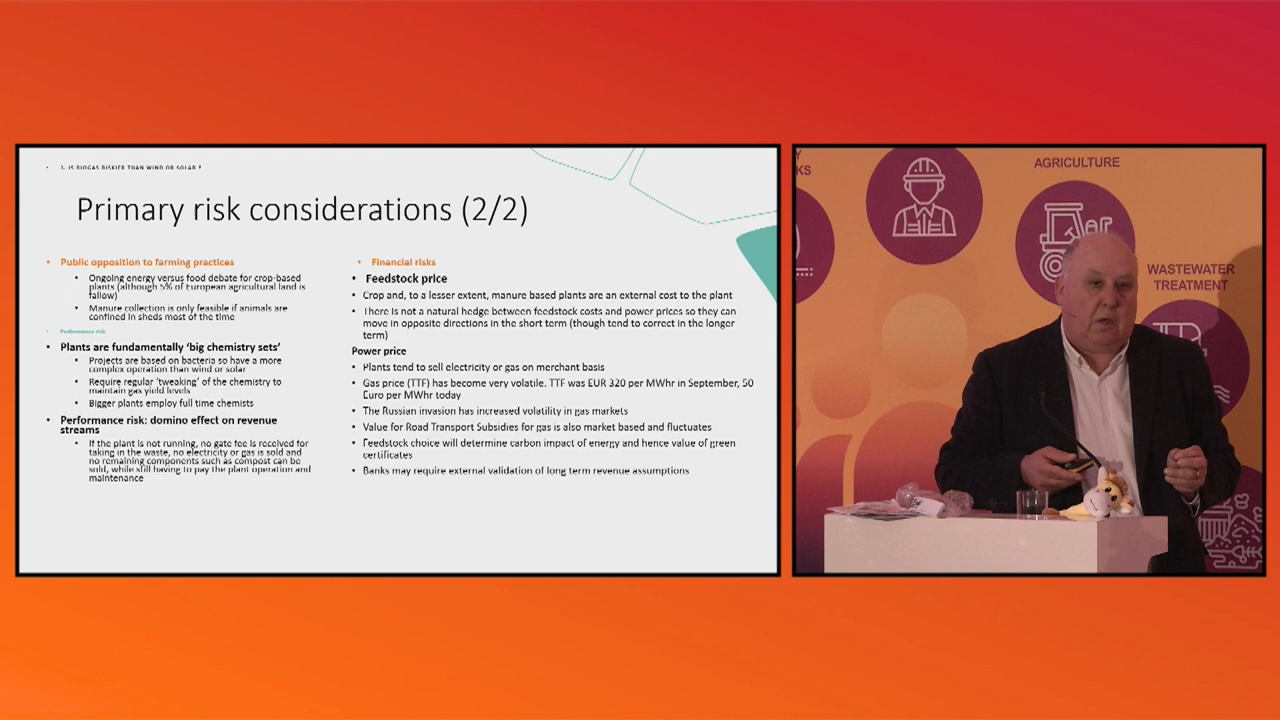 3. IS BIOGAS RISKIER THAN WIND OR SOLAR ?
Primary risk considerations (2/2)
• Public opposition to farming practices
• Ongoing energy versus food debate for crop-based
plants (although 5% of European agricultural land is
fallow)
• Manure collection is only feasible if animals are
confined in sheds most of the time
• Performance risk
• Plants are fundamentally ‘big chemistry sets’
• Projects are based on bacteria so have a more
complex operation than wind or solar
• Require regular ‘tweaking’ of the chemistry to
maintain gas yield levels
• Bigger plants employ full time chemists
• Performance risk: domino effect on revenue
streams
• If the plant is not running, no gate fee is received for
taking in the waste, no electricity or gas is sold and
no remaining components such as compost can be
sold, while still having to pay the plant operation and
maintenance
• Financial risks
• Feedstock price
• Crop and, to a lesser extent, manure based plants are an external cost to the plant
• There is not a natural hedge between feedstock costs and power prices so they can
move in opposite directions in the short term (though tend to correct in the longer
term)
Power price
• Plants tend to sell electricity or gas on merchant basis
• Gas price (TTF) has become very volatile. TTF was EUR 320 per MWhr in September, 50
Euro per MWhr today
• The Russian invasion has increased volatility in gas markets
• Value for Road Transport Subsidies for gas is also market based and fluctuates
• Feedstock choice will determine carbon impact of energy and hence value of green
certificates
• Banks may require external validation of long term revenue assumptions
AGRICULTURE
WASTEWATER
TREATMENT